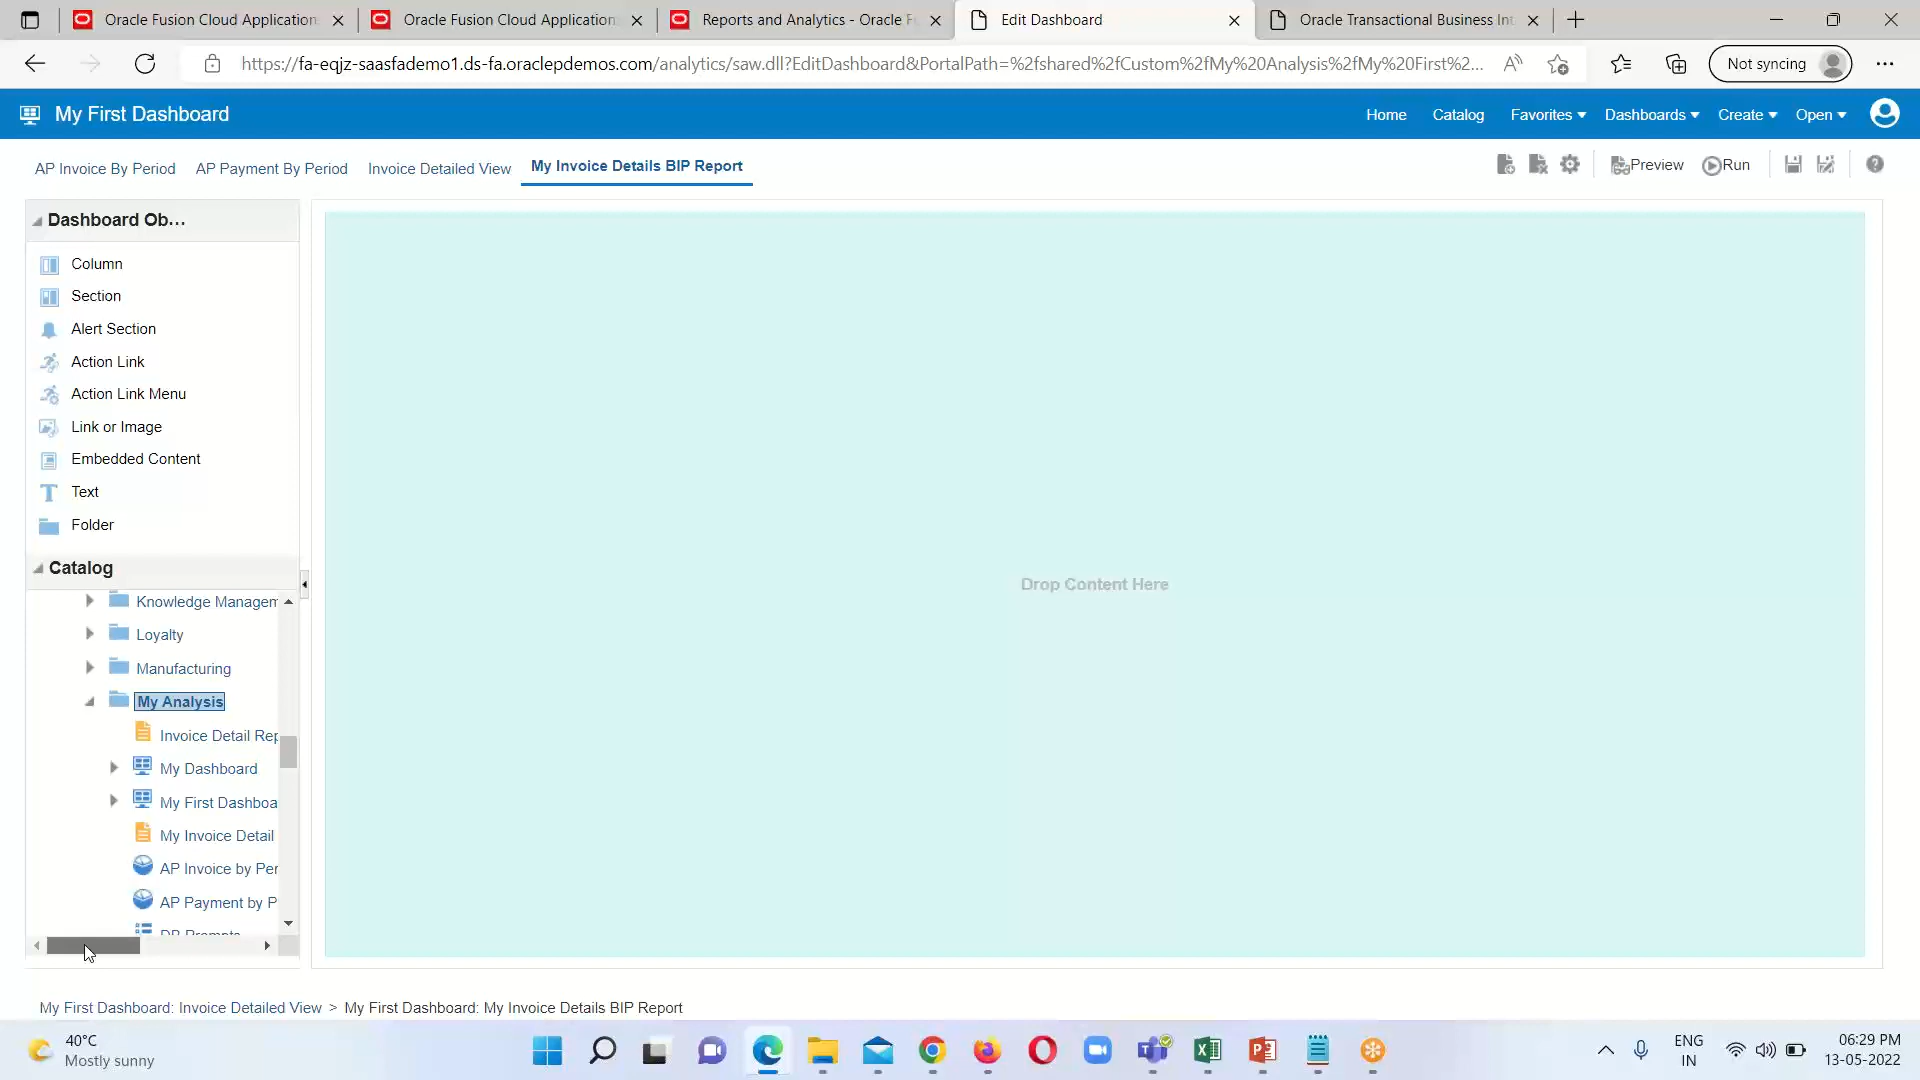 Oracle Fusion Cloud Application
Oracle Fusion Cloud Application
Reports and Analytics - Oracle F
Edit Dashboard
Oracle Transactional Business Int
https://fa-eqjz-saasfademo1.ds-fa.oraclepdemos.com/analytics/saw.dll?EditDashboard&PortalPath=%2fshared%2fCustom%2fMy%20Analysis%2fMy%20First%2...
Not syncing
My First Dashboard
Home
Catalog
Favorites
Dashboards
Create
Open
AP Invoice By Period
AP Payment By Period
Invoice Detailed View
My Invoice Details BIP Report
Preview
Run
Dashboard Ob...
Column
Section
Alert Section
Action Link
Action Link Menu
Link or Image
Embedded Content
Text
Folder
Catalog
Knowledge Managem
Loyalty
Manufacturing
My Analysis
Invoice Detail Rep
My Dashboard
My First Dashboa
My Invoice Detail
AP Invoice by Per
AP Payment by P
DB Prompts
Drop Content Here
My First Dashboard: Invoice Detailed View > My First Dashboard: My Invoice Details BIP Report
40°C
Mostly sunny
ENG
IN
06:29 PM
13-05-2022